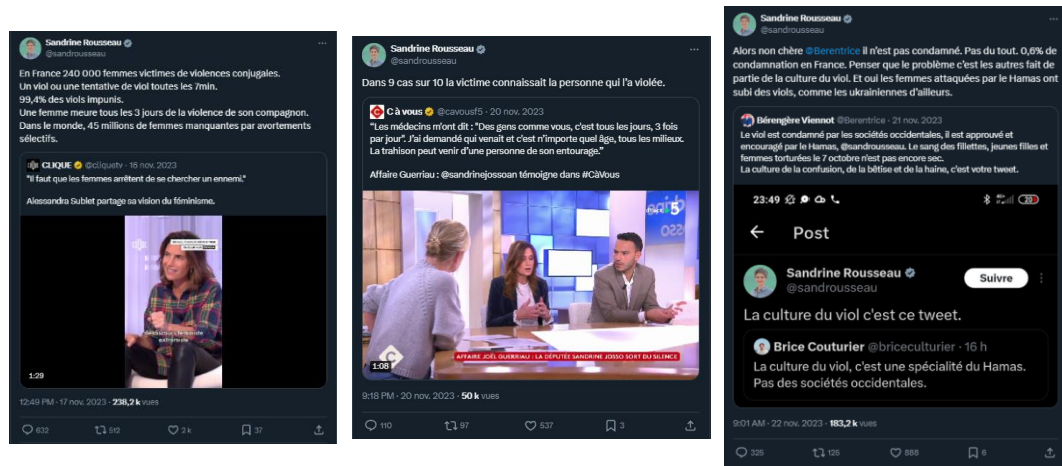 Sandrine Rousseau
@sandrousseau
En France 240 000 femmes victimes de violences conjugales.
Un viol ou une tentative de viol toutes les 7min.
99,4% des viols impunis.
Une femme meure tous les 3 jours de la violence de son compagnon.
Dans le monde, 45 millions de femmes manquantes par avortements
sélectifs.
CLIQUE @cliquetv · 16 nov. 2023
"Il faut que les femmes arrêtent de se chercher un ennemi."
Alessandra Sublet partage sa vision du féminisme.
1:29
12:49 PM · 17 nov. 2023 · 238,2 k vues
632 512 2 k 37
Sandrine Rousseau
@sandrousseau
Dans 9 cas sur 10 la victime connaissait la personne qui l'a violée.
C à vous @cavousf5 · 20 nov. 2023
"Les médecins m'ont dit : "Des gens comme vous, c'est tous les jours, 3 fois
par jour". J'ai demandé qui venait et c'est n'importe quel âge, tous les milieux.
La trahison peut venir d'une personne de son entourage."
Affaire Guerriau : @sandrinejossoan témoigne dans #CàVous
5
C
1:08
AFFAIRE JOËL GUERRIAU : LA DÉPUTÉE SANDRINE JOSSO SORT DU SILENCE
9:18 PM · 20 nov. 2023 · 50 k vues
110 97 537 3
Sandrine Rousseau
@sandrousseau
Alors non chère @Berentrice il n'est pas condamné. Pas du tout. 0,6% de
condamnation en France. Penser que le problème c'est les autres fait de
partie de la culture du viol. Et oui les femmes attaquées par le Hamas ont
subi des viols, comme les ukrainiennes d'ailleurs.
Bérengère Viennot @Berentrice · 21 nov. 2023
Le viol est condamné par les sociétés occidentales, il est approuvé et
encouragé par le Hamas, @sandrousseau. Le sang des fillettes, jeunes filles et
femmes torturées le 7 octobre n'est pas encore sec.
La culture de la confusion, de la bêtise et de la haine, c'est votre tweet.
23:49
20
Post
Sandrine Rousseau
@sandrousseau
Suivre
La culture du viol c'est ce tweet.
Brice Couturier @briceculturier · 16 h
La culture du viol, c'est une spécialité du Hamas.
Pas des sociétés occidentales.
9:01 AM · 22 nov. 2023 · 183,2 k vues
325 125 888 6